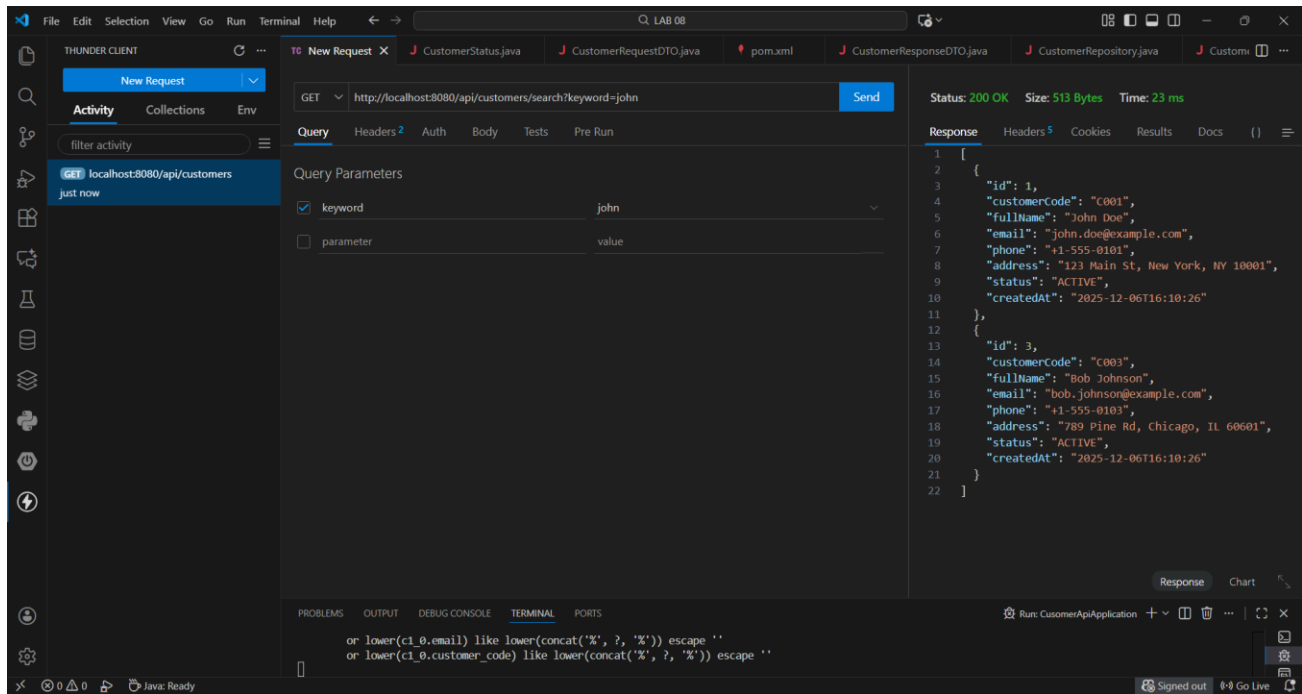 File Edit Selection View Go Run Terminal Help
LAB 08
THUNDER CLIENT
New Request
Activity Collections Env
filter activity
GET localhost:8080/api/customers
just now
TC New Request
J CustomerStatus.java
J CustomerRequestDTO.java
pom.xml
J CustomerResponseDTO.java
J CustomerRepository.java
J Custome
GET http://localhost:8080/api/customers/search?keyword=john Send
Query Headers 2 Auth Body Tests Pre Run
Query Parameters
keyword john
parameter value
Status: 200 OK Size: 513 Bytes Time: 23 ms
Response Headers 5 Cookies Results Docs { }
1 [
2 {
3 "id": 1,
4 "customerCode": "C001",
5 "fullName": "John Doe",
6 "email": "john.doe@example.com",
7 "phone": "+1-555-0101",
8 "address": "123 Main St, New York, NY 10001",
9 "status": "ACTIVE",
10 "createdAt": "2025-12-06T16:10:26"
11 },
12 {
13 "id": 3,
14 "customerCode": "C003",
15 "fullName": "Bob Johnson",
16 "email": "bob.johnson@example.com",
17 "phone": "+1-555-0103",
18 "address": "789 Pine Rd, Chicago, IL 60601",
19 "status": "ACTIVE",
20 "createdAt": "2025-12-06T16:10:26"
21 }
22 ]
Response Chart
PROBLEMS OUTPUT DEBUG CONSOLE TERMINAL PORTS
Run: CusomerApiApplication
or lower(c1_0.email) like lower(concat('%', ?, '%')) escape ''
or lower(c1_0.customer_code) like lower(concat('%', ?, '%')) escape ''
0 0 Java: Ready
Signed out Go Live